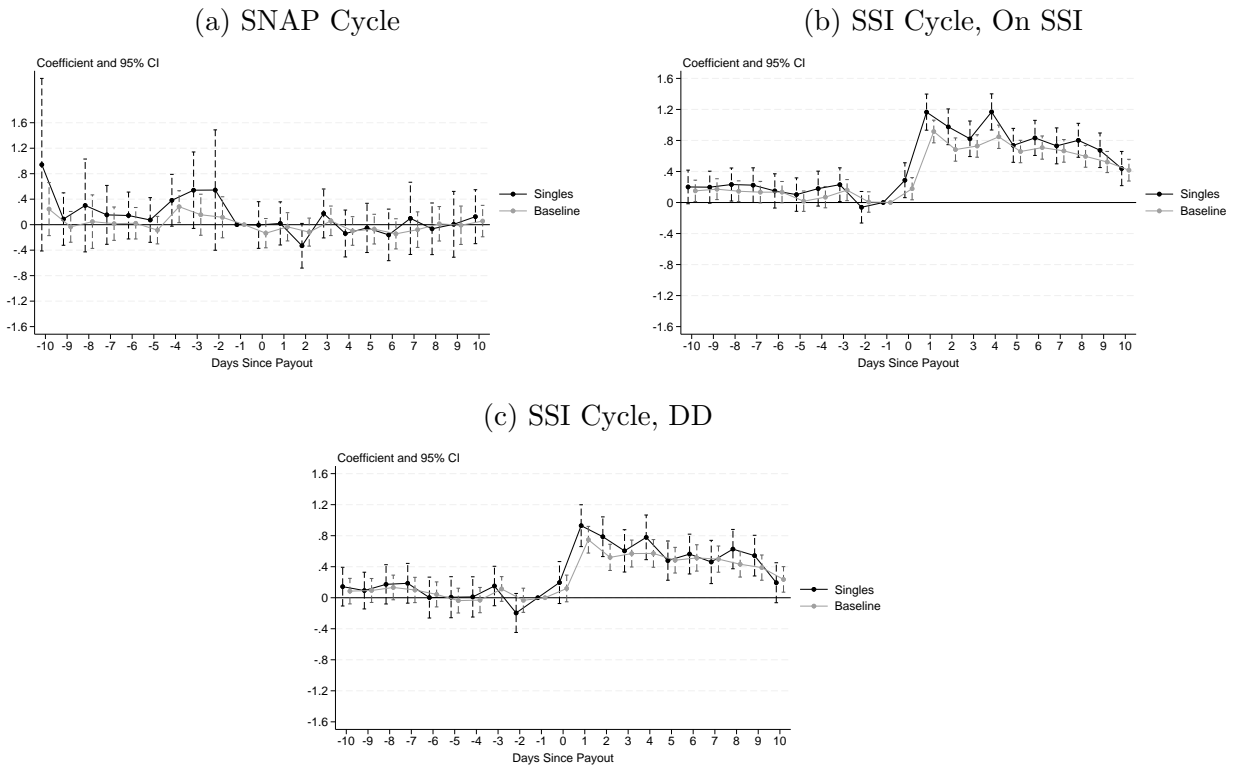 (a) SNAP Cycle
Coefficient and 95% CI
1.6
1.2
.8
.4
0
-.4
-.8
-1.2
-1.6
-10 -9 -8 -7 -6 -5 -4 -3 -2 -1 0 1 2 3 4 5 6 7 8 9 10
Days Since Payout
Singles
Baseline
(b) SSI Cycle, On SSI
Coefficient and 95% CI
1.6
1.2
.8
.4
0
-.4
-.8
-1.2
-1.6
-10 -9 -8 -7 -6 -5 -4 -3 -2 -1 0 1 2 3 4 5 6 7 8 9 10
Days Since Payout
Singles
Baseline
(c) SSI Cycle, DD
Coefficient and 95% CI
1.6
1.2
.8
.4
0
-.4
-.8
-1.2
-1.6
-10 -9 -8 -7 -6 -5 -4 -3 -2 -1 0 1 2 3 4 5 6 7 8 9 10
Days Since Payout
Singles
Baseline